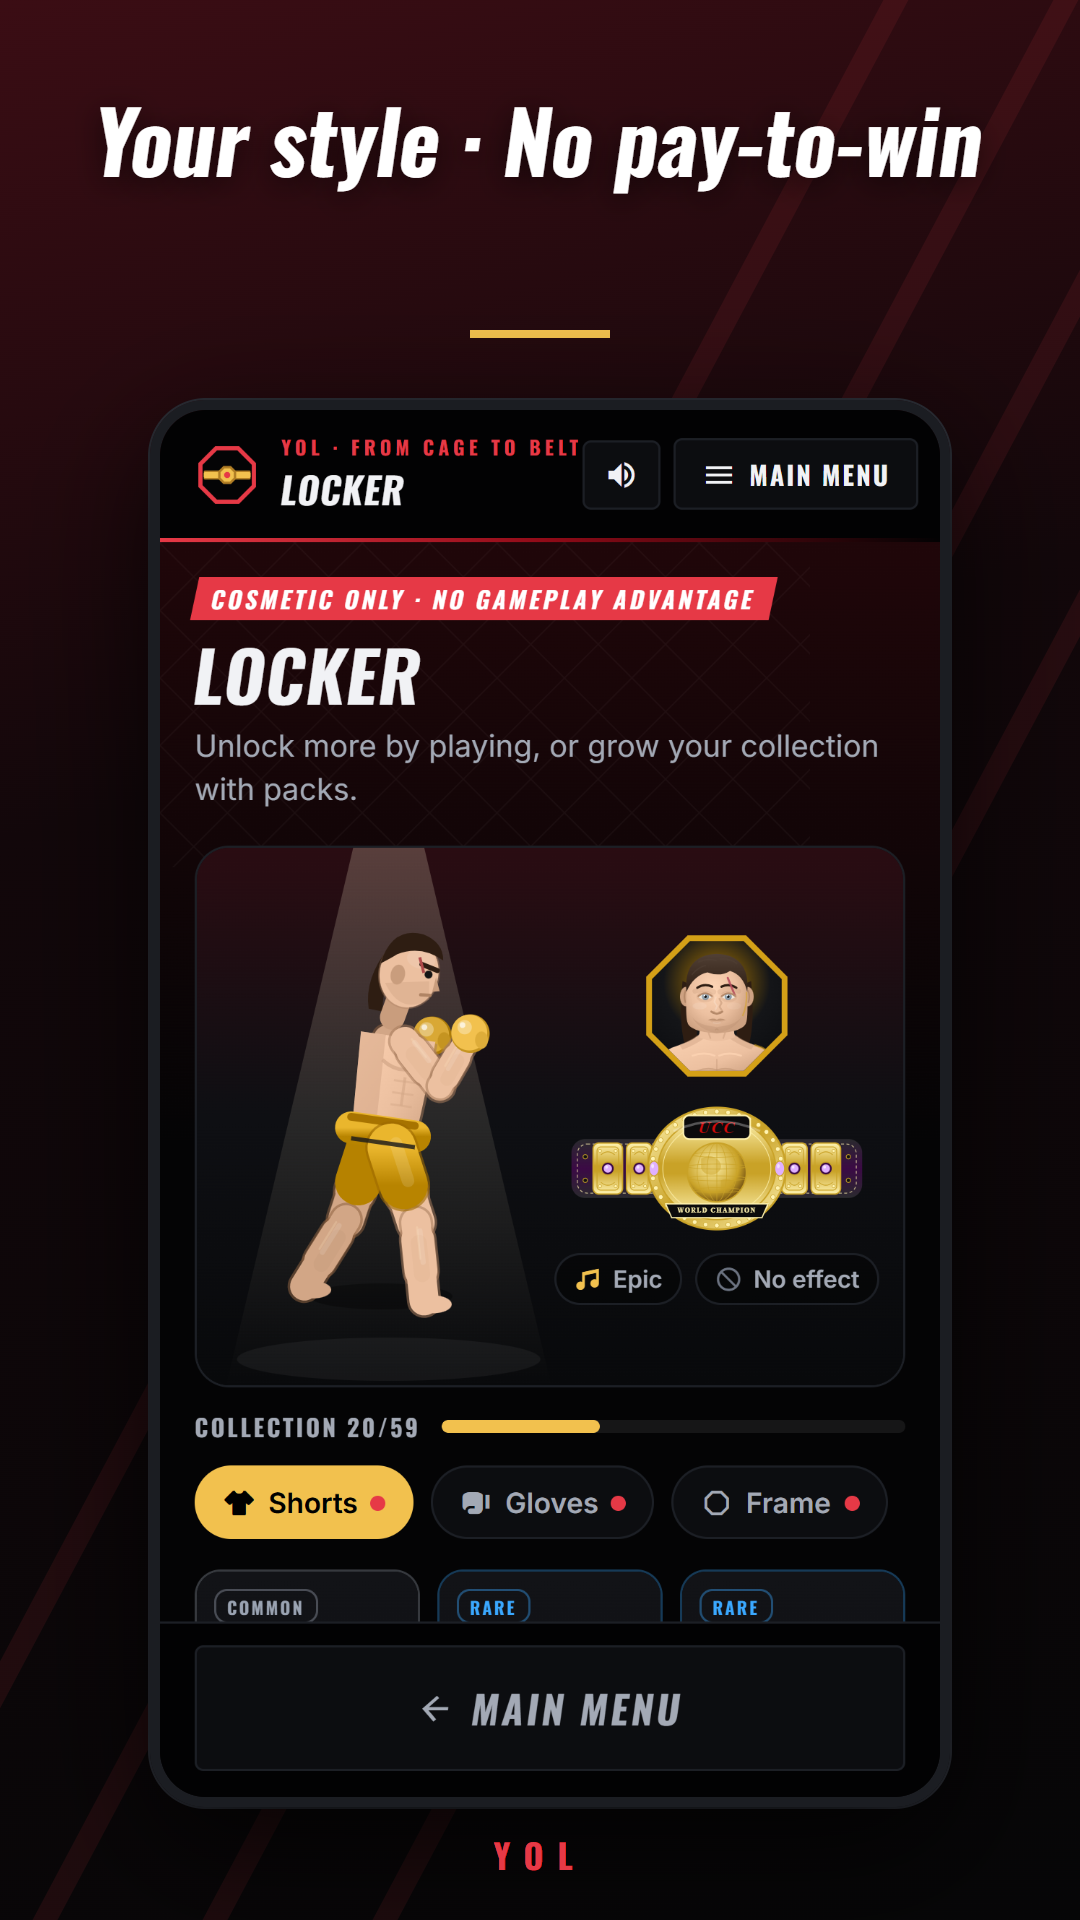 Your style · No pay-to-win
YOL · FROM CAGE TO BELT
LOCKER
MAIN MENU
COSMETIC ONLY · NO GAMEPLAY ADVANTAGE
LOCKER
Unlock more by playing, or grow your collection
with packs.
UCC
WORLD CHAMPION
Epic
No effect
COLLECTION 20/59
Shorts
Gloves
Frame
COMMON
RARE
RARE
MAIN MENU
YOL